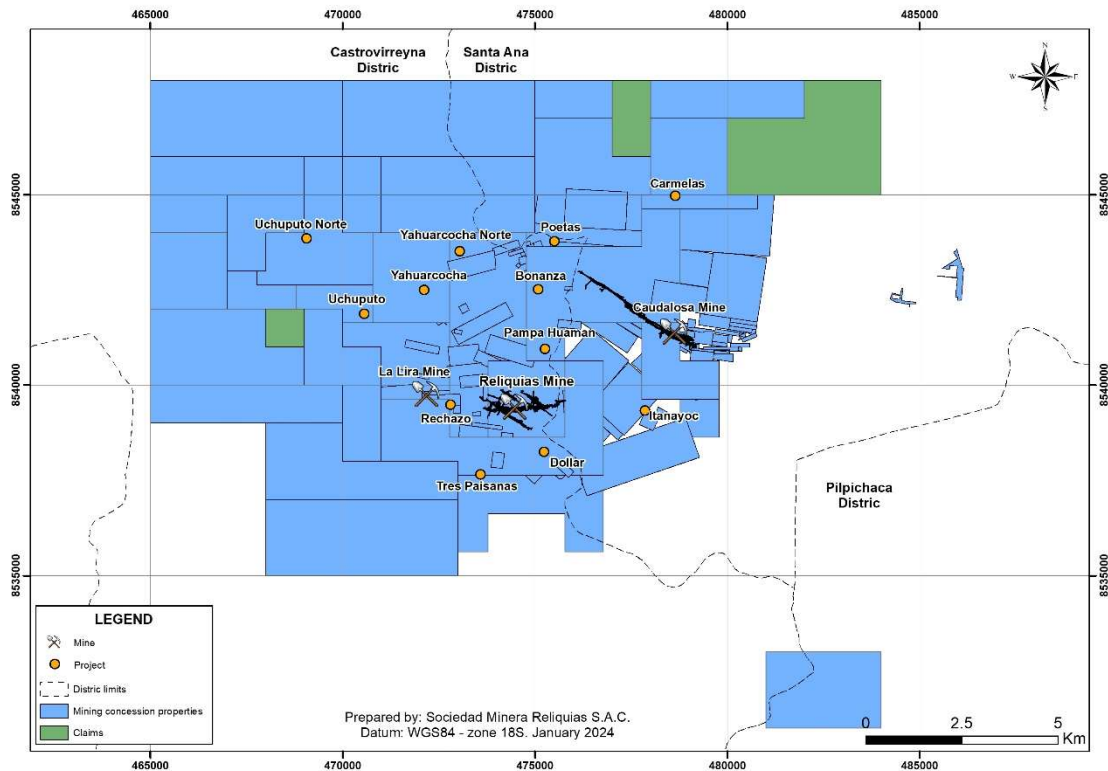 465000
470000
475000
480000
485000
Castrovirreyna
Distric
Santa Ana
Distric
N
W
E
S
8545000
8545000
Carmelas
Uchuputo Norte
Yahuarcocha Norte
Poetas
Yahuarcocha
Bonanza
Uchuputo
Caudalosa Mine
Pampa Huaman
La Lira Mine
8540000
8540000
Reliquias Mine
Rechazo
Itanayoc
Dollar
Tres Paisanas
Pilpichaca
Distric
8535000
8535000
LEGEND
Mine
Project
Distric limits
Mining concession properties
Claims
Prepared by: Sociedad Minera Reliquias S.A.C.
Datum: WGS84 - zone 18S. January 2024
0
2.5
5
Km
465000
470000
475000
480000
485000